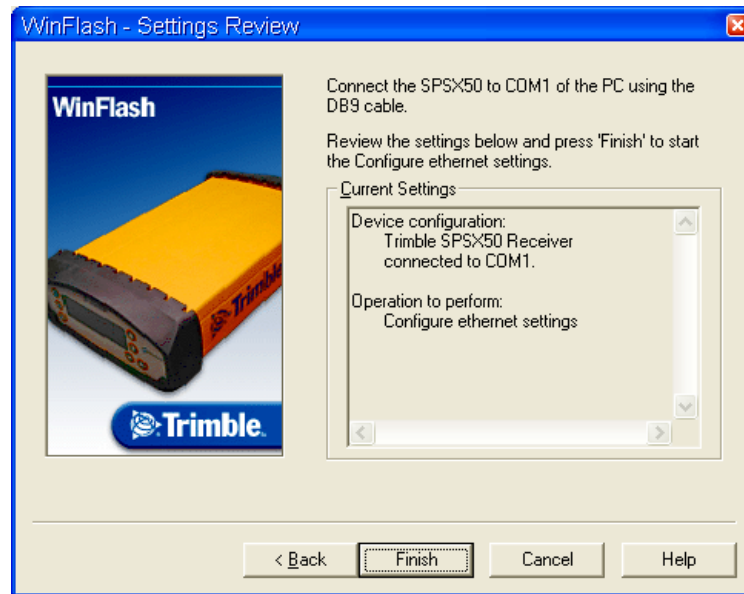 WinFlash - Settings Review
WinFlash
Trimble
Trimble.
Connect the SPSX50 to COM1 of the PC using the
DB9 cable.
Review the settings below and press 'Finish' to start
the Configure ethernet settings.
Current Settings
Device configuration:
Trimble SPSX50 Receiver
connected to COM1.
Operation to perform:
Configure ethernet settings
< Back
Finish
Cancel
Help